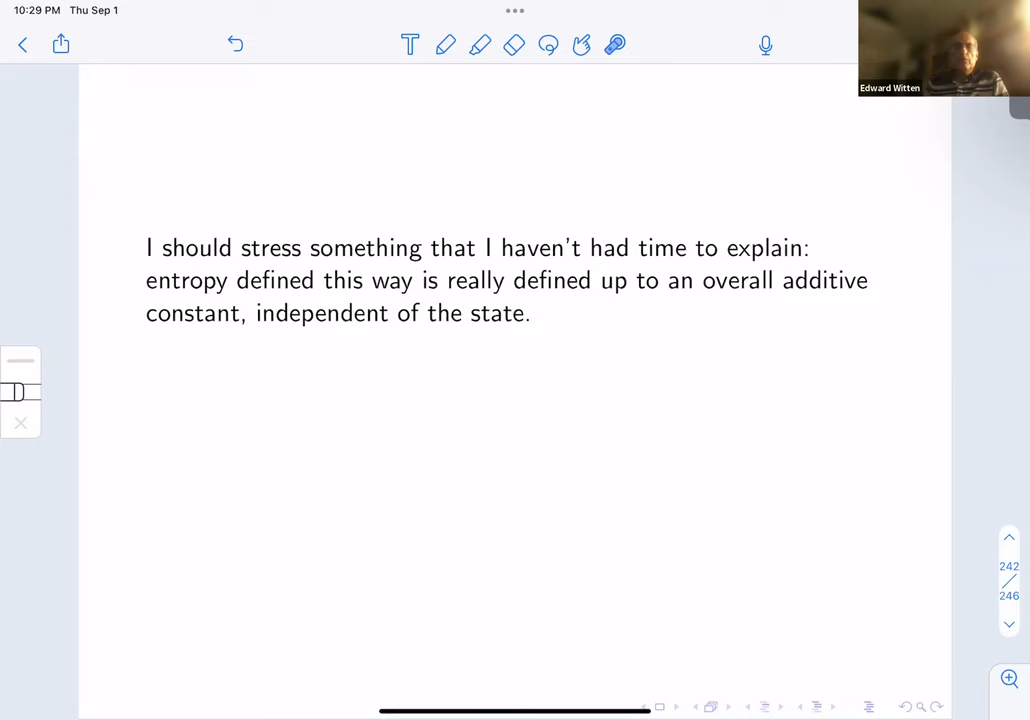 10:29 PM Thu Sep 1
Edward Witten
I should stress something that I haven't had time to explain:
entropy defined this way is really defined up to an overall additive
constant, independent of the state.
242
246